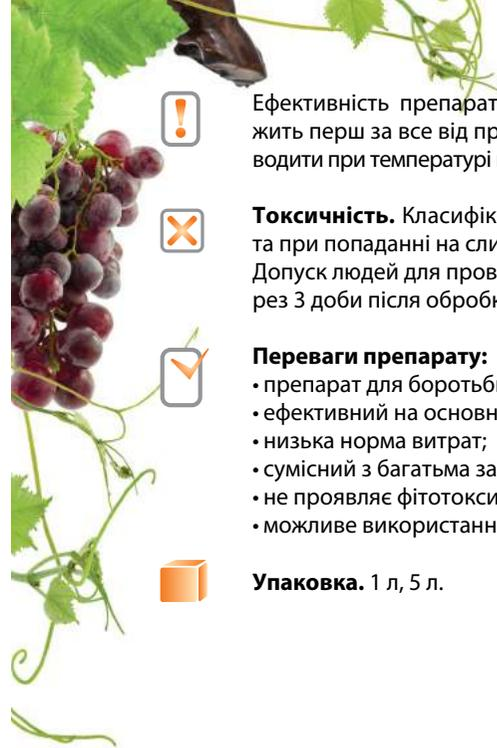 Ефективність препарат
жить перш за все від пр
водити при температурі
Токсичність. Класифік
та при попаданні на сли
Допуск людей для пров
рез 3 доби після обробк
Переваги препарату:
• препарат для боротьб
• ефективний на основн
• низька норма витрат;
• сумісний з багатьма за
• не проявляє фітотокси
• можливе використанн
Упаковка. 1 л, 5 л.